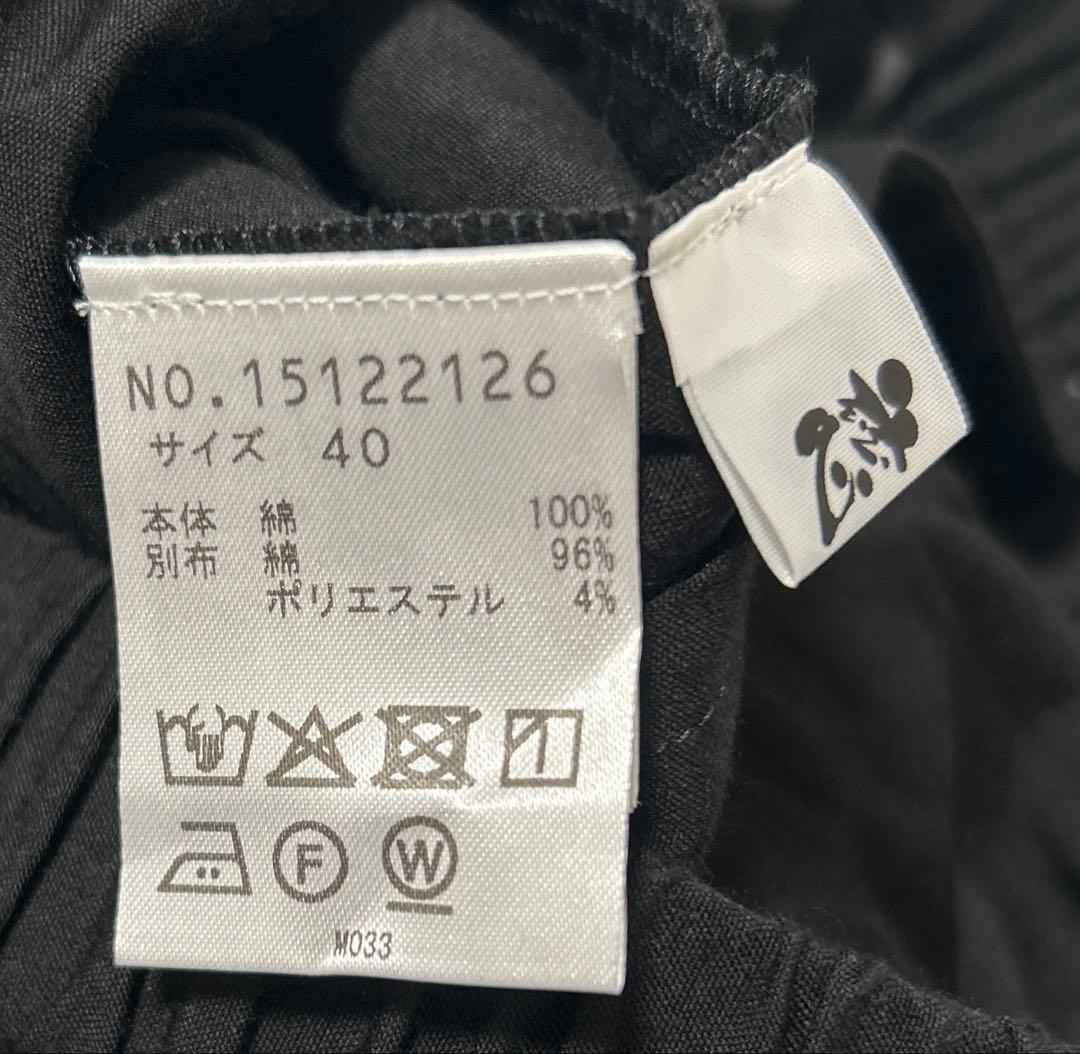 NO.15122126
サイズ 40
本体 綿 100%
別布 綿 96%
ポリエステル 4%
F W
M033